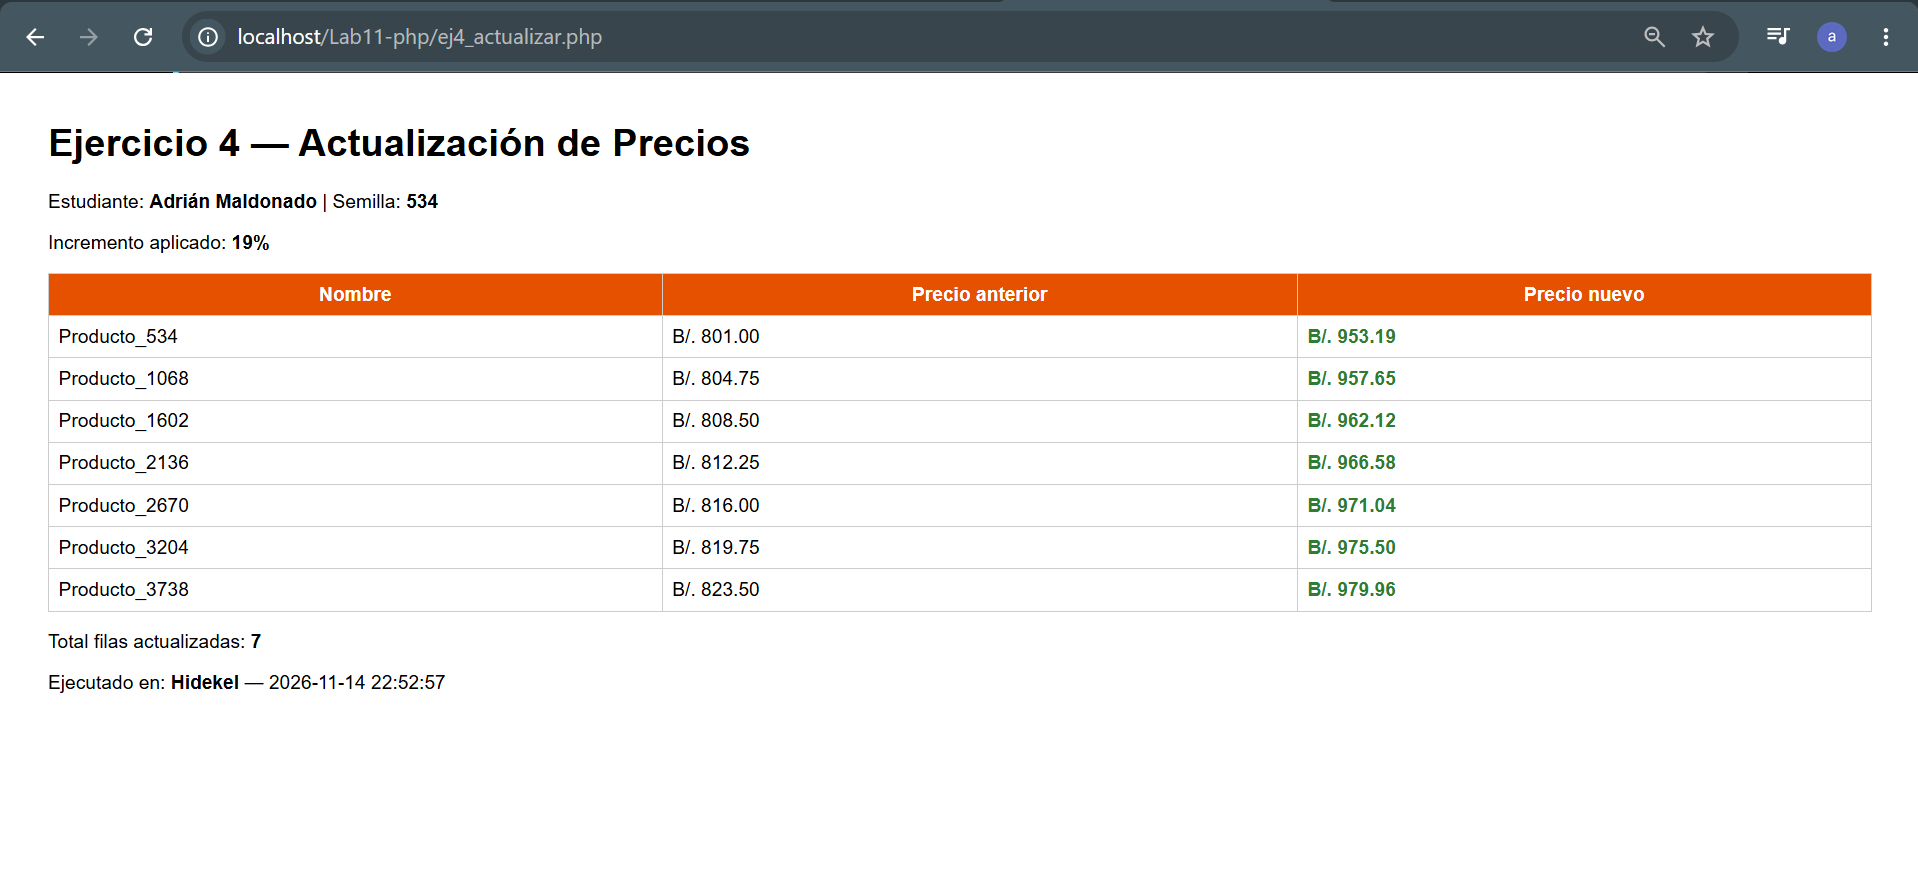 localhost/Lab11-php/ej4_actualizar.php
a
Ejercicio 4 — Actualización de Precios
Estudiante: Adrián Maldonado | Semilla: 534
Incremento aplicado: 19%
Nombre Precio anterior Precio nuevo
Producto_534 B/. 801.00 B/. 953.19
Producto_1068 B/. 804.75 B/. 957.65
Producto_1602 B/. 808.50 B/. 962.12
Producto_2136 B/. 812.25 B/. 966.58
Producto_2670 B/. 816.00 B/. 971.04
Producto_3204 B/. 819.75 B/. 975.50
Producto_3738 B/. 823.50 B/. 979.96
Total filas actualizadas: 7
Ejecutado en: Hidekel — 2026-11-14 22:52:57